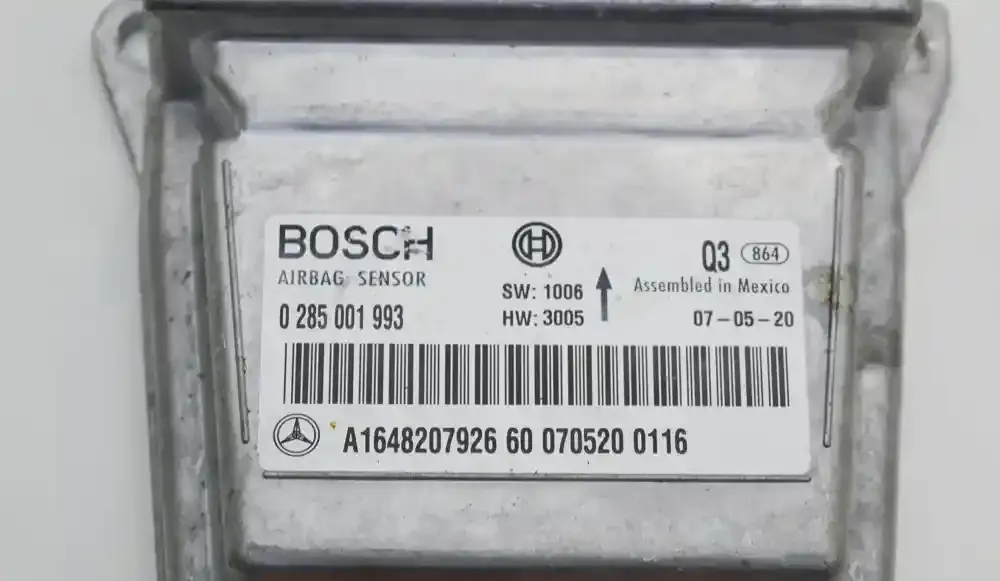 BOSCH
AIRBAG SENSOR
0 285 001 993
SW: 1006
HW: 3005
Q3 864
Assembled in Mexico
07-05-20
A1648207926 60 070520 0116